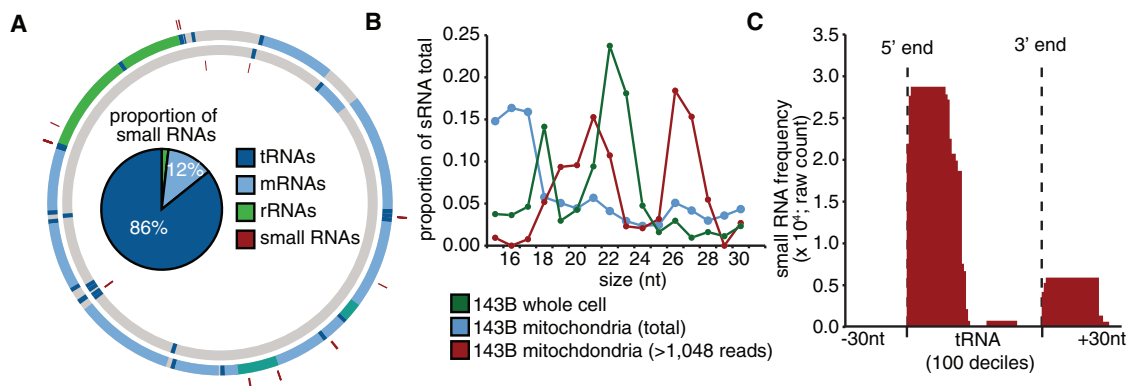 A
proportion of
small RNAs
12%
86%
tRNAs
mRNAs
rRNAs
small RNAs
B
proportion of sRNA total
0.25
0.20
0.15
0.10
0.05
0.00
16 18 20 22 24 26 28 30
size (nt)
143B whole cell
143B mitochondria (total)
143B mitochdondria (>1,048 reads)
C
5' end
3' end
small RNA frequency
(x 10⁴; raw count)
3.5
3.0
2.5
2.0
1.5
1.0
0.5
0.0
-30nt tRNA +30nt
(100 deciles)